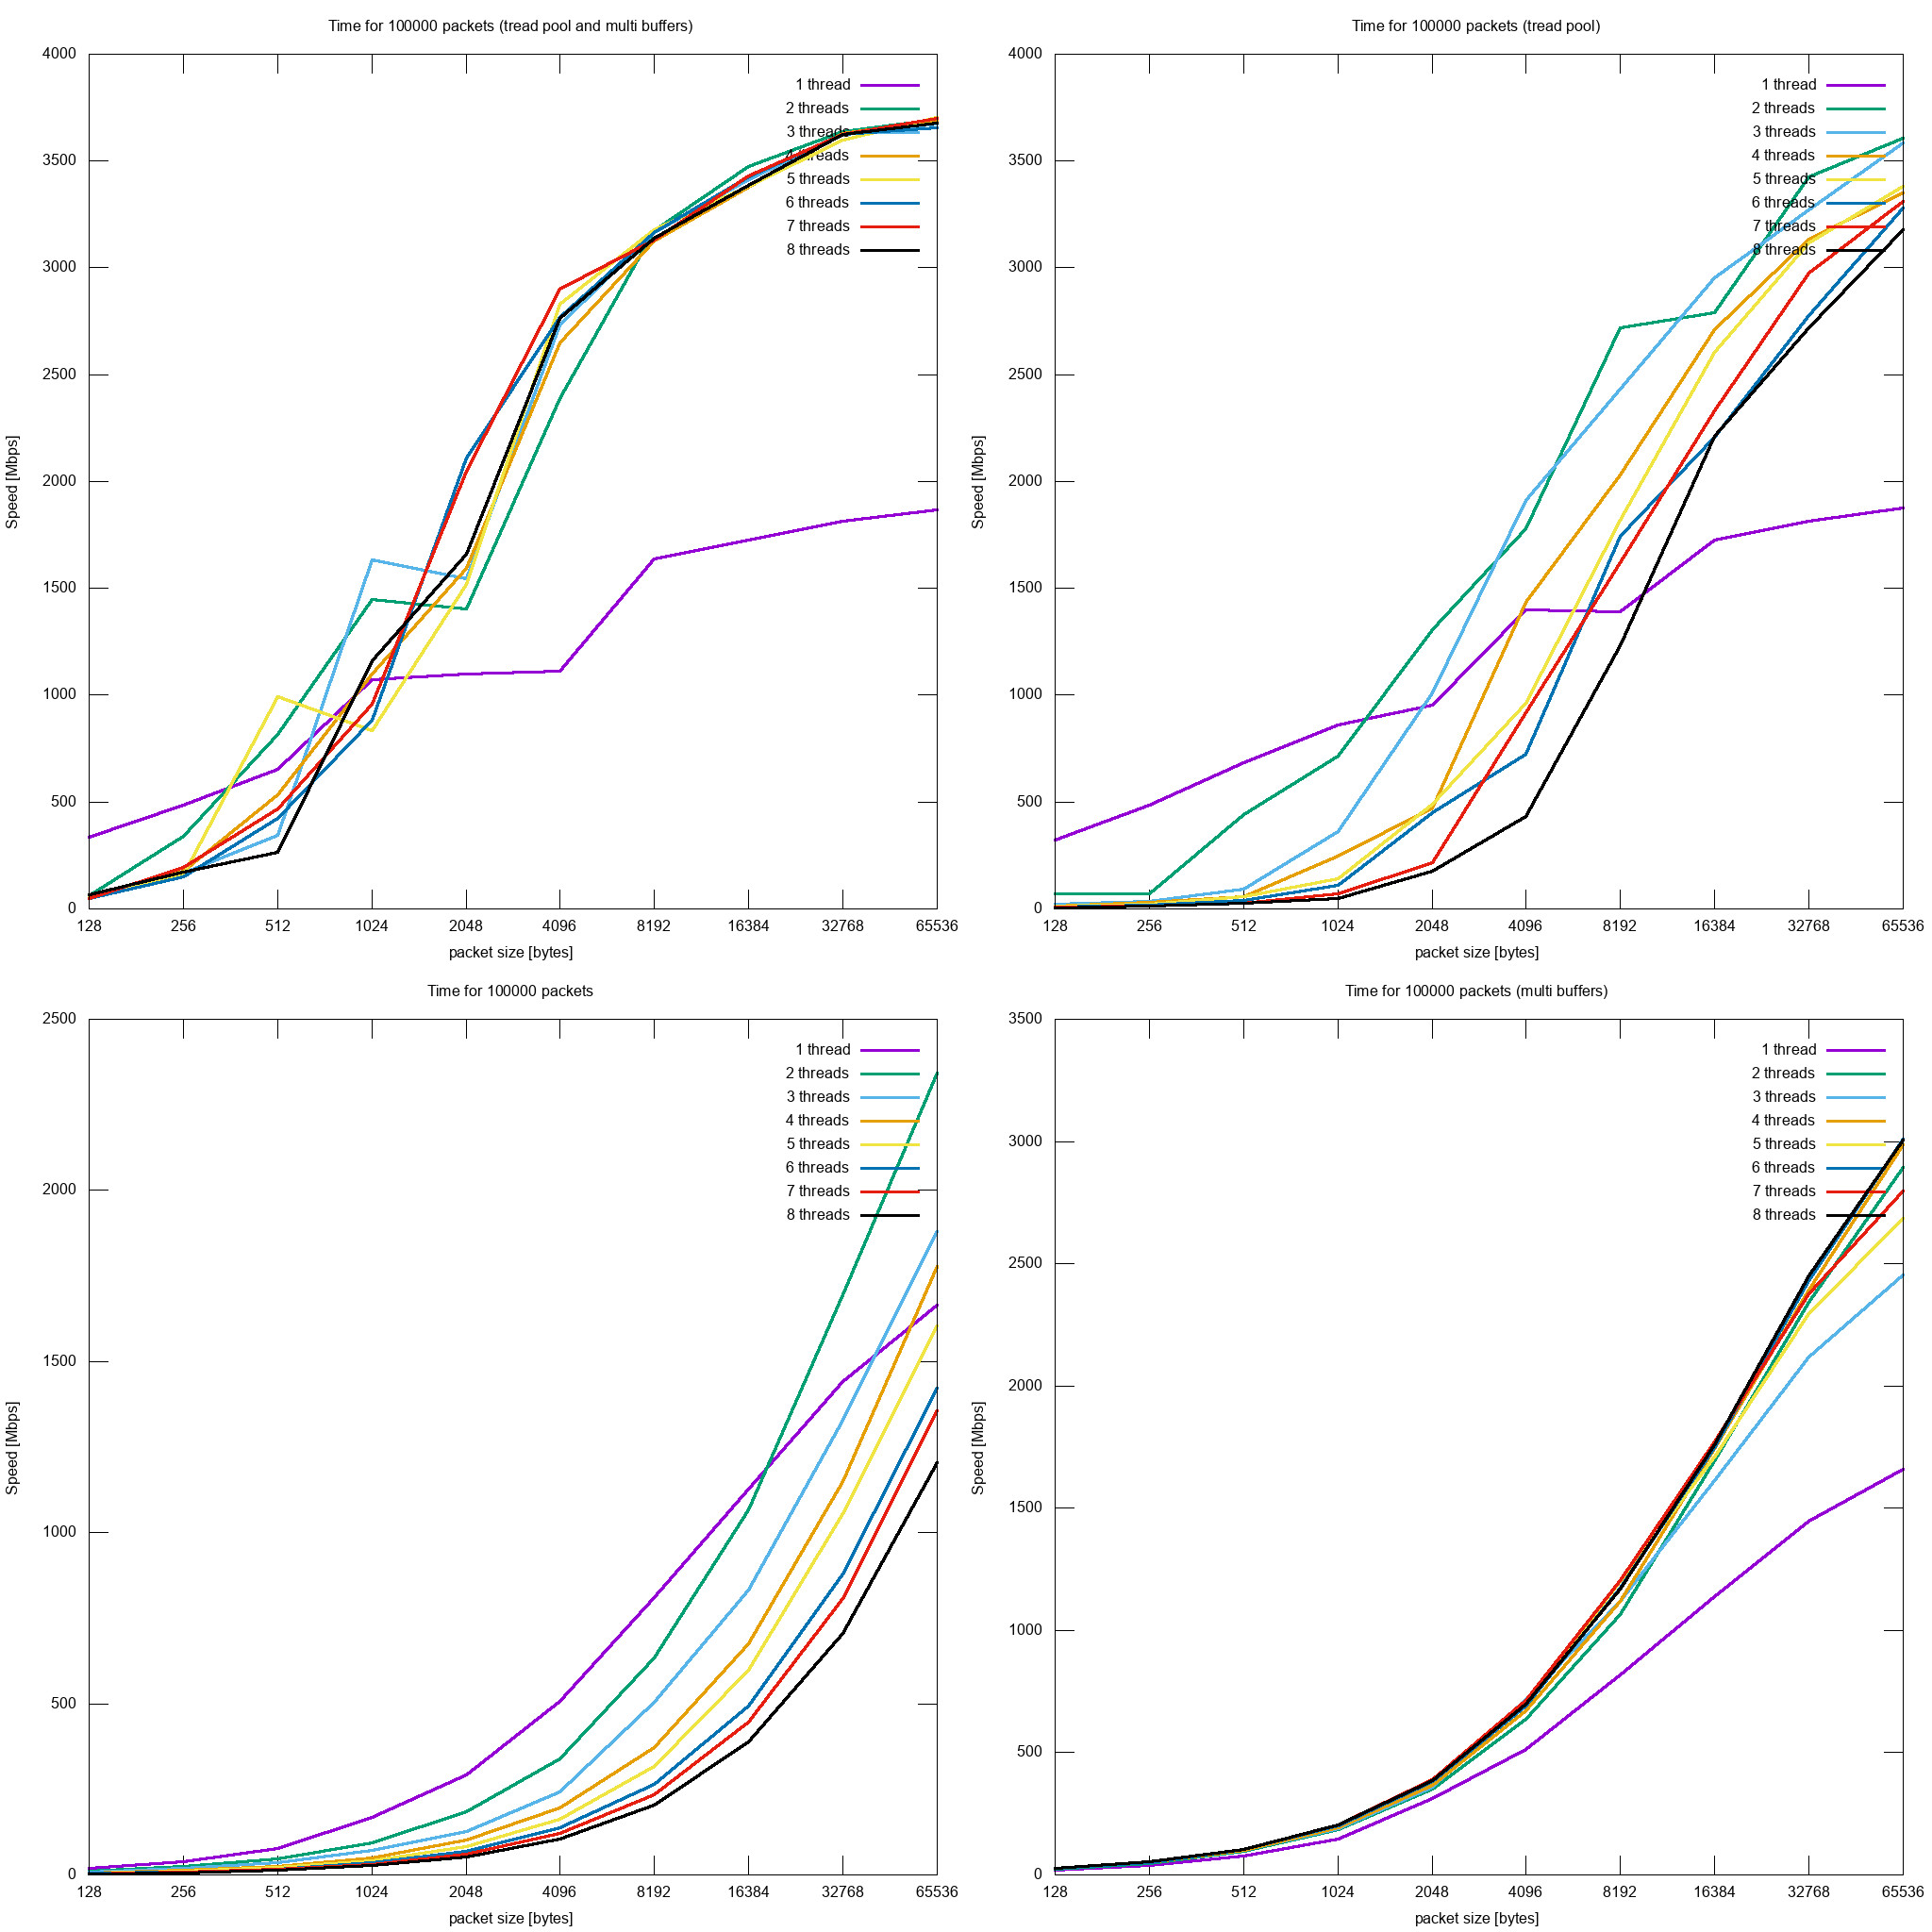 Time for 100000 packets (tread pool and multi buffers)
4000
3500
3000
2500
2000
1500
1000
500
0
Speed [Mbps]
1 thread
2 threads
3 threads
4 threads
5 threads
6 threads
7 threads
8 threads
128 256 512 1024 2048 4096 8192 16384 32768 65536
packet size [bytes]
Time for 100000 packets (tread pool)
4000
3500
3000
2500
2000
1500
1000
500
0
Speed [Mbps]
1 thread
2 threads
3 threads
4 threads
5 threads
6 threads
7 threads
8 threads
128 256 512 1024 2048 4096 8192 16384 32768 65536
packet size [bytes]
Time for 100000 packets
2500
2000
1500
1000
500
0
Speed [Mbps]
1 thread
2 threads
3 threads
4 threads
5 threads
6 threads
7 threads
8 threads
128 256 512 1024 2048 4096 8192 16384 32768 65536
packet size [bytes]
Time for 100000 packets (multi buffers)
3500
3000
2500
2000
1500
1000
500
0
Speed [Mbps]
1 thread
2 threads
3 threads
4 threads
5 threads
6 threads
7 threads
8 threads
128 256 512 1024 2048 4096 8192 16384 32768 65536
packet size [bytes]